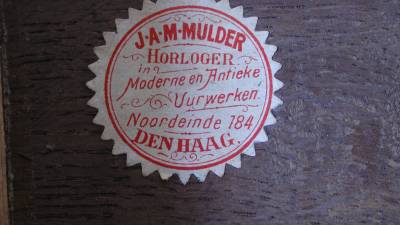 J·A·M·MULDER
HORLOGER
in
Moderne en Antieke
Uurwerken.
Noordeinde 184
DEN HAAG.